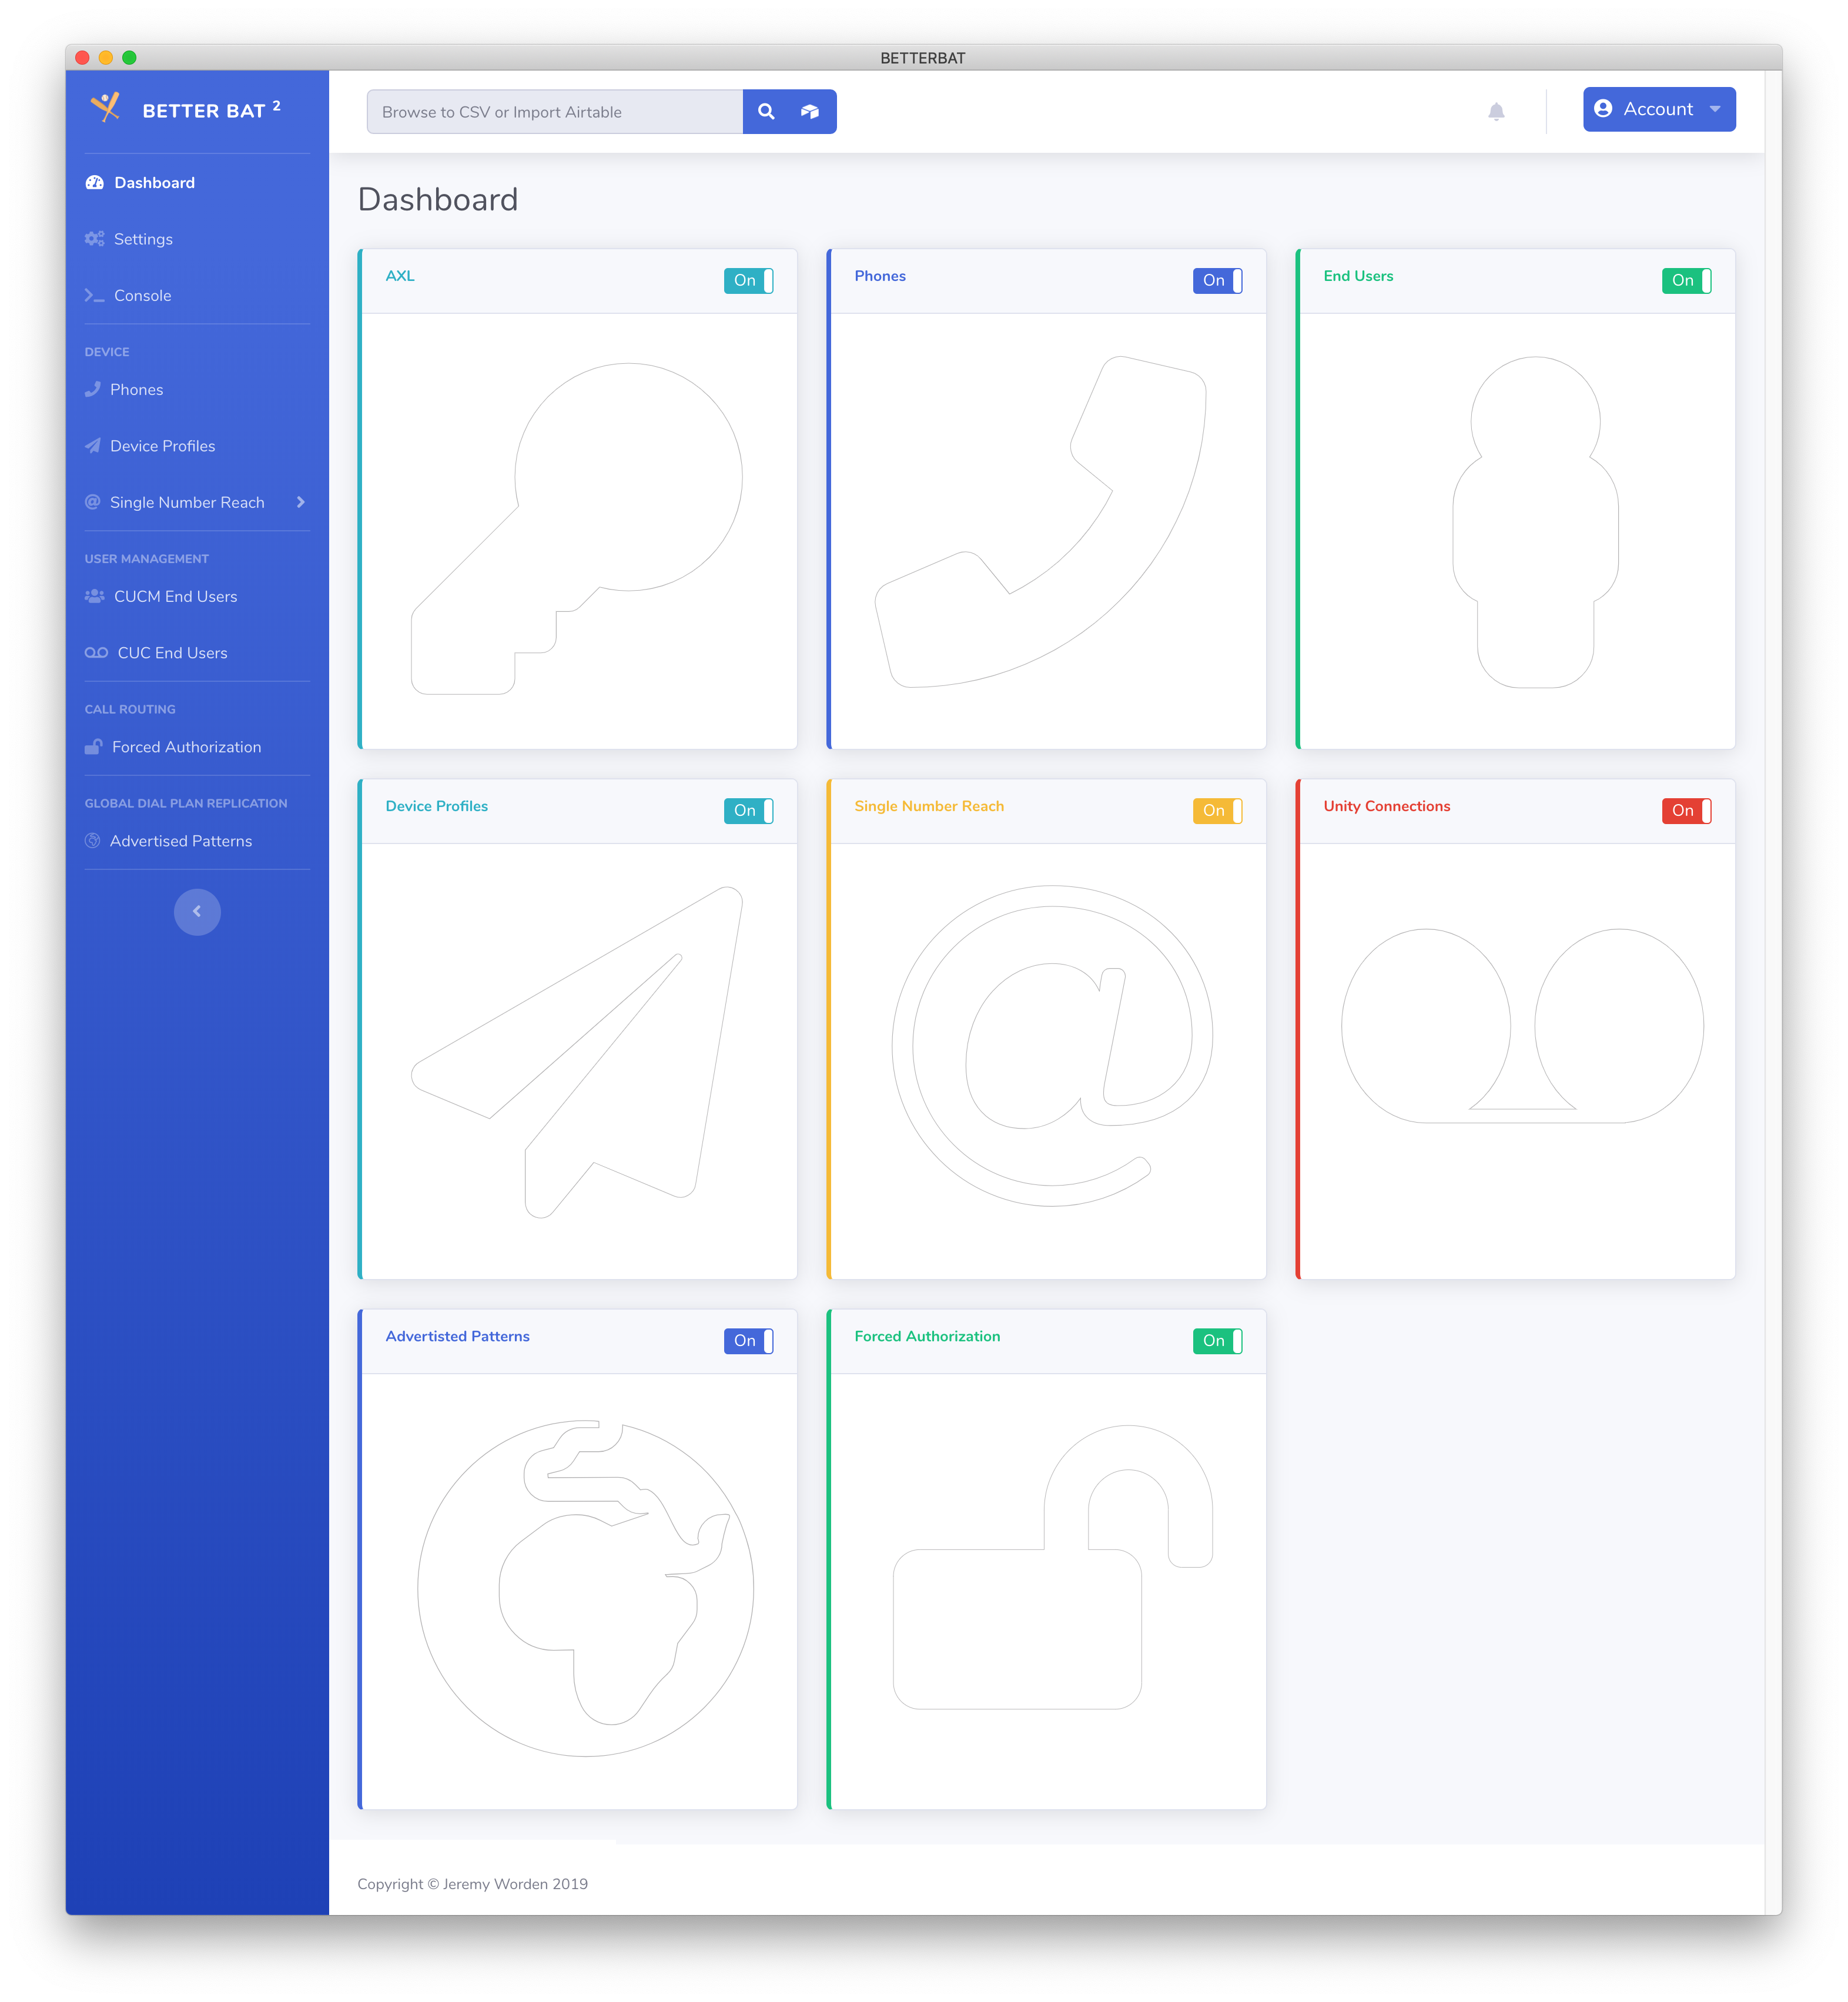 BETTERBAT
BETTER BAT 2
Dashboard
Settings
Console
DEVICE
Phones
Device Profiles
Single Number Reach
USER MANAGEMENT
CUCM End Users
CUC End Users
CALL ROUTING
Forced Authorization
GLOBAL DIAL PLAN REPLICATION
Advertised Patterns
Browse to CSV or Import Airtable
Account
Dashboard
AXL On
Phones On
End Users On
Device Profiles On
Single Number Reach On
Unity Connections On
Advertisted Patterns On
Forced Authorization On
Copyright © Jeremy Worden 2019